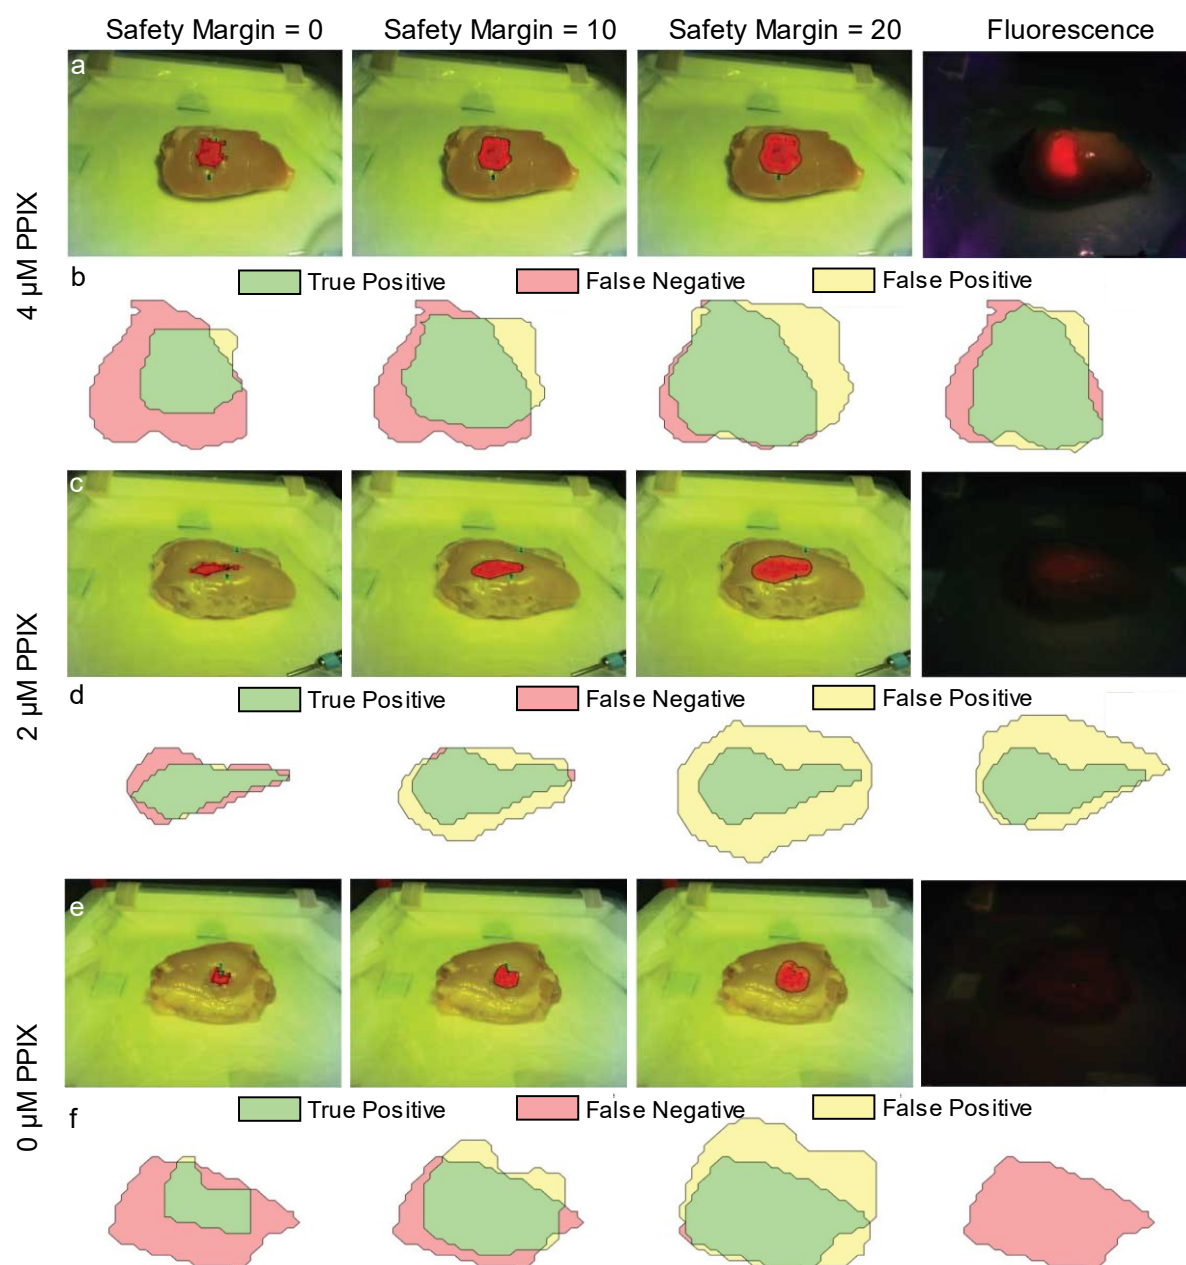 Safety Margin = 0 Safety Margin = 10 Safety Margin = 20 Fluorescence
a
4 µM PPIX
b True Positive False Negative False Positive
c
2 µM PPIX
d True Positive False Negative False Positive
e
0 µM PPIX
f True Positive False Negative False Positive